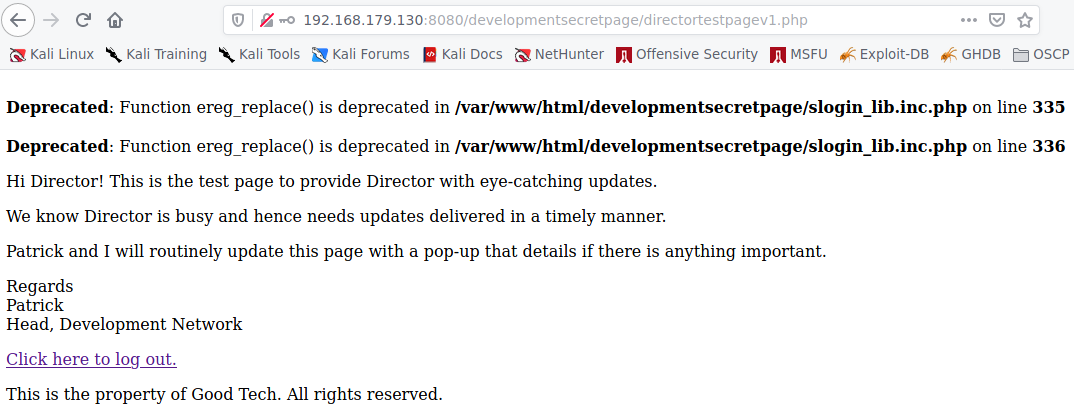 192.168.179.130:8080/developmentsecretpage/directortestpagev1.php
Kali Linux Kali Training Kali Tools Kali Forums Kali Docs NetHunter Offensive Security MSFU Exploit-DB GHDB OSCP
Deprecated: Function ereg_replace() is deprecated in /var/www/html/developmentsecretpage/slogin_lib.inc.php on line 335
Deprecated: Function ereg_replace() is deprecated in /var/www/html/developmentsecretpage/slogin_lib.inc.php on line 336
Hi Director! This is the test page to provide Director with eye-catching updates.
We know Director is busy and hence needs updates delivered in a timely manner.
Patrick and I will routinely update this page with a pop-up that details if there is anything important.
Regards
Patrick
Head, Development Network
Click here to log out.
This is the property of Good Tech. All rights reserved.